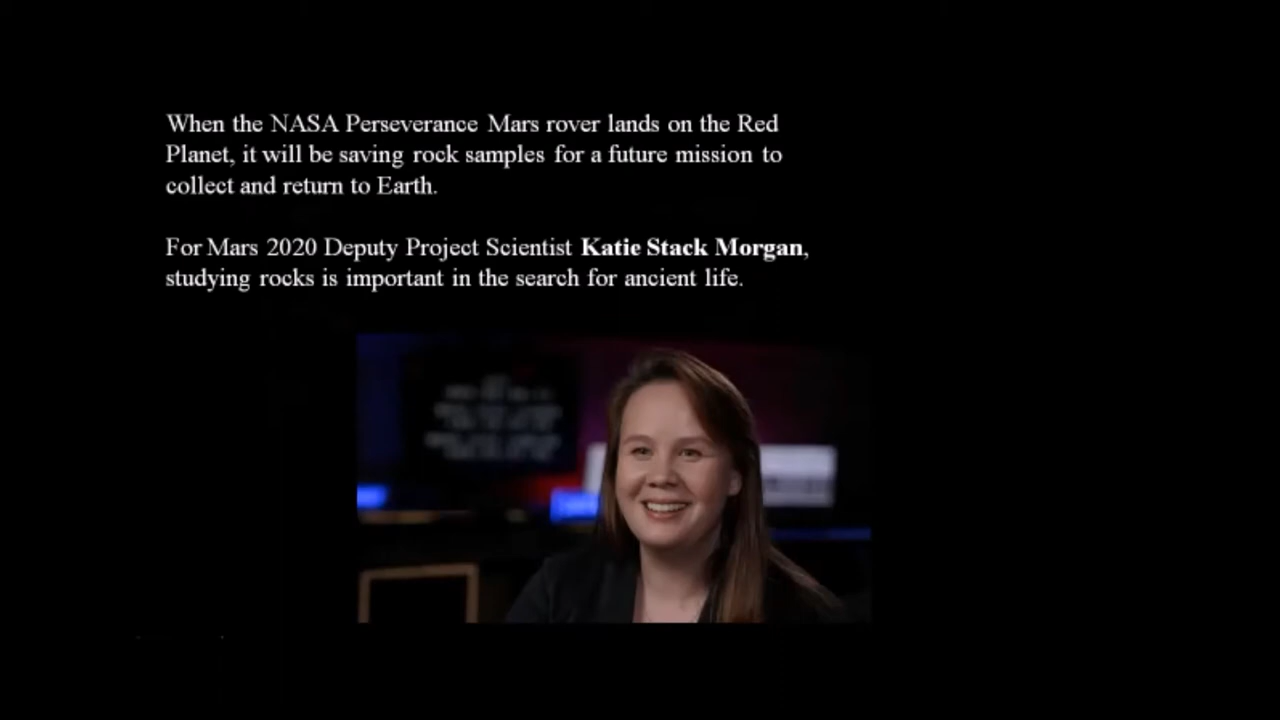 When the NASA Perseverance Mars rover lands on the Red
Planet, it will be saving rock samples for a future mission to
collect and return to Earth.
For Mars 2020 Deputy Project Scientist Katie Stack Morgan,
studying rocks is important in the search for ancient life.